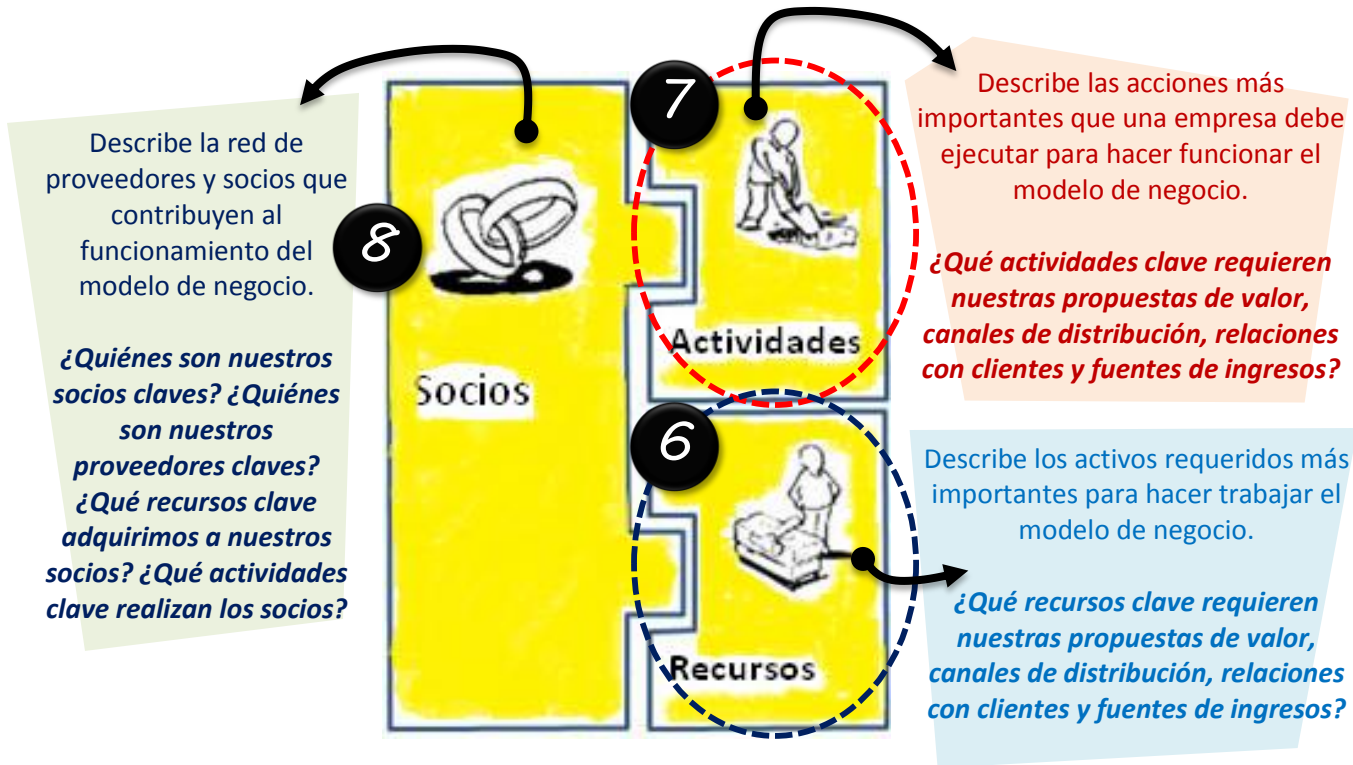 Describe la red de
proveedores y socios que
contribuyen al
funcionamiento del
modelo de negocio.
¿Quiénes son nuestros
socios claves? ¿Quiénes
son nuestros
proveedores claves?
¿Qué recursos clave
adquirimos a nuestros
socios? ¿Qué actividades
clave realizan los socios?
8
Socios
7
Actividades
Describe las acciones más
importantes que una empresa debe
ejecutar para hacer funcionar el
modelo de negocio.
¿Qué actividades clave requieren
nuestras propuestas de valor,
canales de distribución, relaciones
con clientes y fuentes de ingresos?
6
Recursos
Describe los activos requeridos más
importantes para hacer trabajar el
modelo de negocio.
¿Qué recursos clave requieren
nuestras propuestas de valor,
canales de distribución, relaciones
con clientes y fuentes de ingresos?